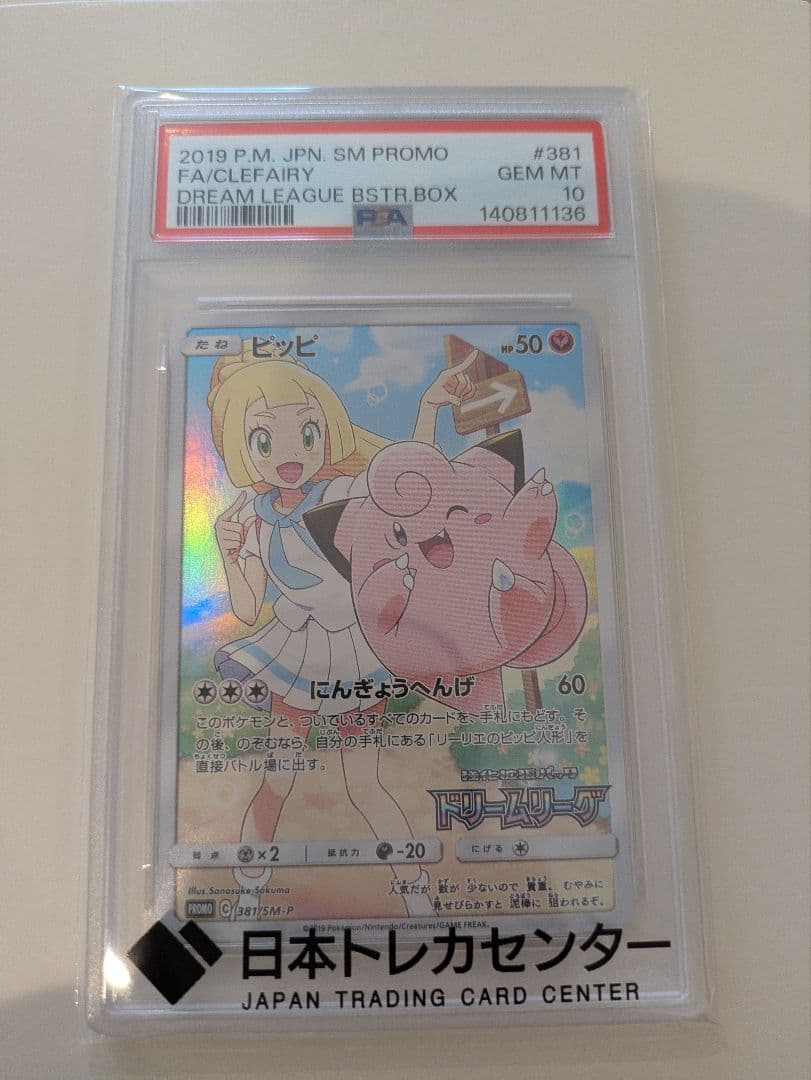 2019 P.M. JPN. SM PROMO #381
FA/CLEFAIRY GEM MT
DREAM LEAGUE BSTR.BOX 10
PSA 140811136
たね ピッピ HP50
にんぎょうへんげ 60
このポケモンと、ついているすべてのカードを、手札にもどす。そ
の後、のぞむなら、自分の手札にある「リーリエのピッピ人形」を
直接バトル場に出す。
強化拡張パック
ドリームリーグ
弱点 ×2 抵抗力 -20 にげる
Illus. Sanosuke Sakuma
人気だが 数が 少ないので 貴重。 むやみに
見せびらかすと 泥棒に 狙われるぞ。
PROMO C 381/SM-P
©2019 Pokémon/Nintendo/Creatures/GAME FREAK.
日本トレカセンター
JAPAN TRADING CARD CENTER